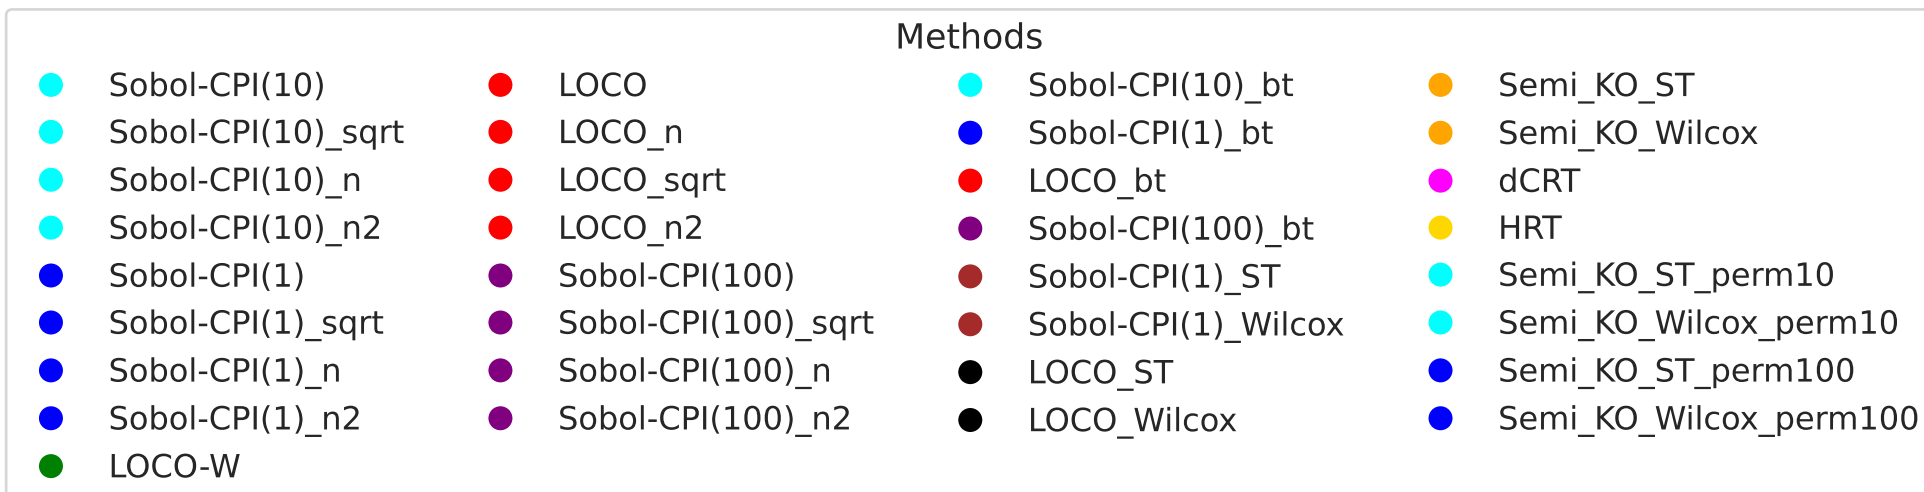 Methods
Sobol-CPI(10)
Sobol-CPI(10)_sqrt
Sobol-CPI(10)_n
Sobol-CPI(10)_n2
Sobol-CPI(1)
Sobol-CPI(1)_sqrt
Sobol-CPI(1)_n
Sobol-CPI(1)_n2
LOCO-W
LOCO
LOCO_n
LOCO_sqrt
LOCO_n2
Sobol-CPI(100)
Sobol-CPI(100)_sqrt
Sobol-CPI(100)_n
Sobol-CPI(100)_n2
Sobol-CPI(10)_bt
Sobol-CPI(1)_bt
LOCO_bt
Sobol-CPI(100)_bt
Sobol-CPI(1)_ST
Sobol-CPI(1)_Wilcox
LOCO_ST
LOCO_Wilcox
Semi_KO_ST
Semi_KO_Wilcox
dCRT
HRT
Semi_KO_ST_perm10
Semi_KO_Wilcox_perm10
Semi_KO_ST_perm100
Semi_KO_Wilcox_perm100